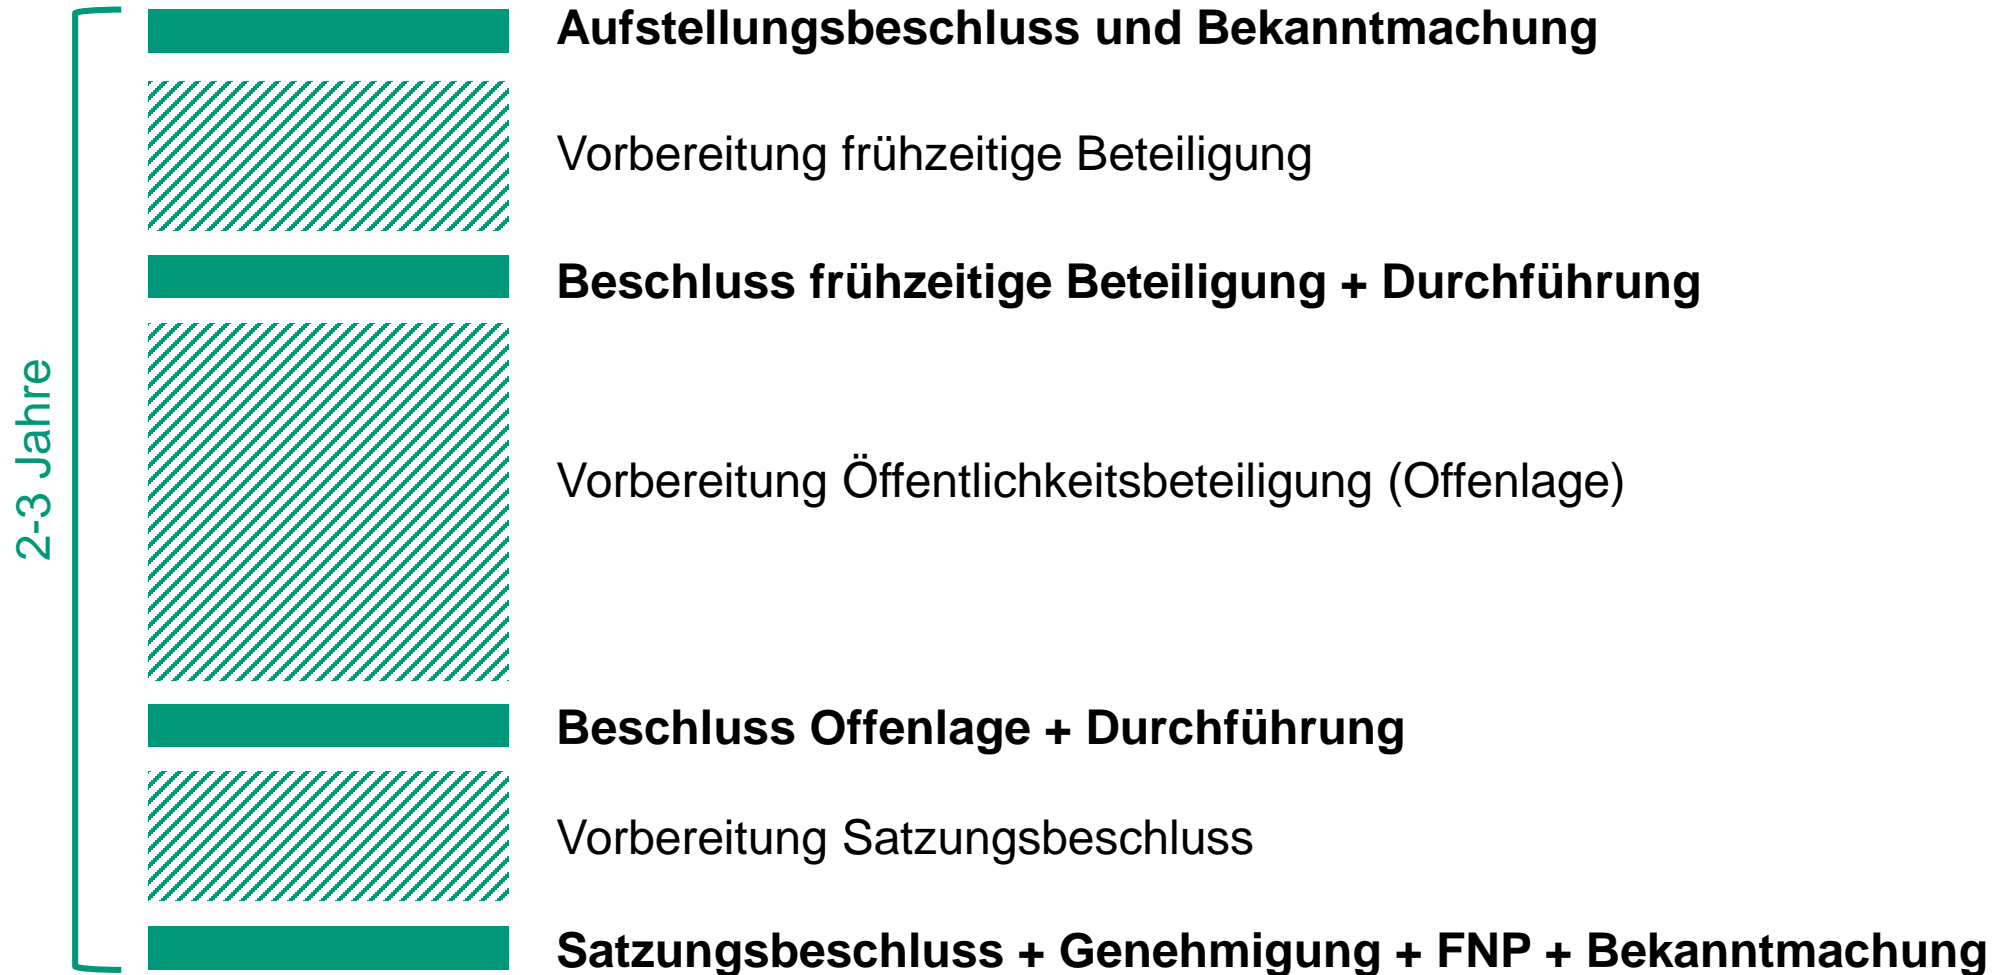 Aufstellungsbeschluss und Bekanntmachung
Vorbereitung frühzeitige Beteiligung
Beschluss frühzeitige Beteiligung + Durchführung
2-3 Jahre
Vorbereitung Öffentlichkeitsbeteiligung (Offenlage)
Beschluss Offenlage + Durchführung
Vorbereitung Satzungsbeschluss
Satzungsbeschluss + Genehmigung + FNP + Bekanntmachung